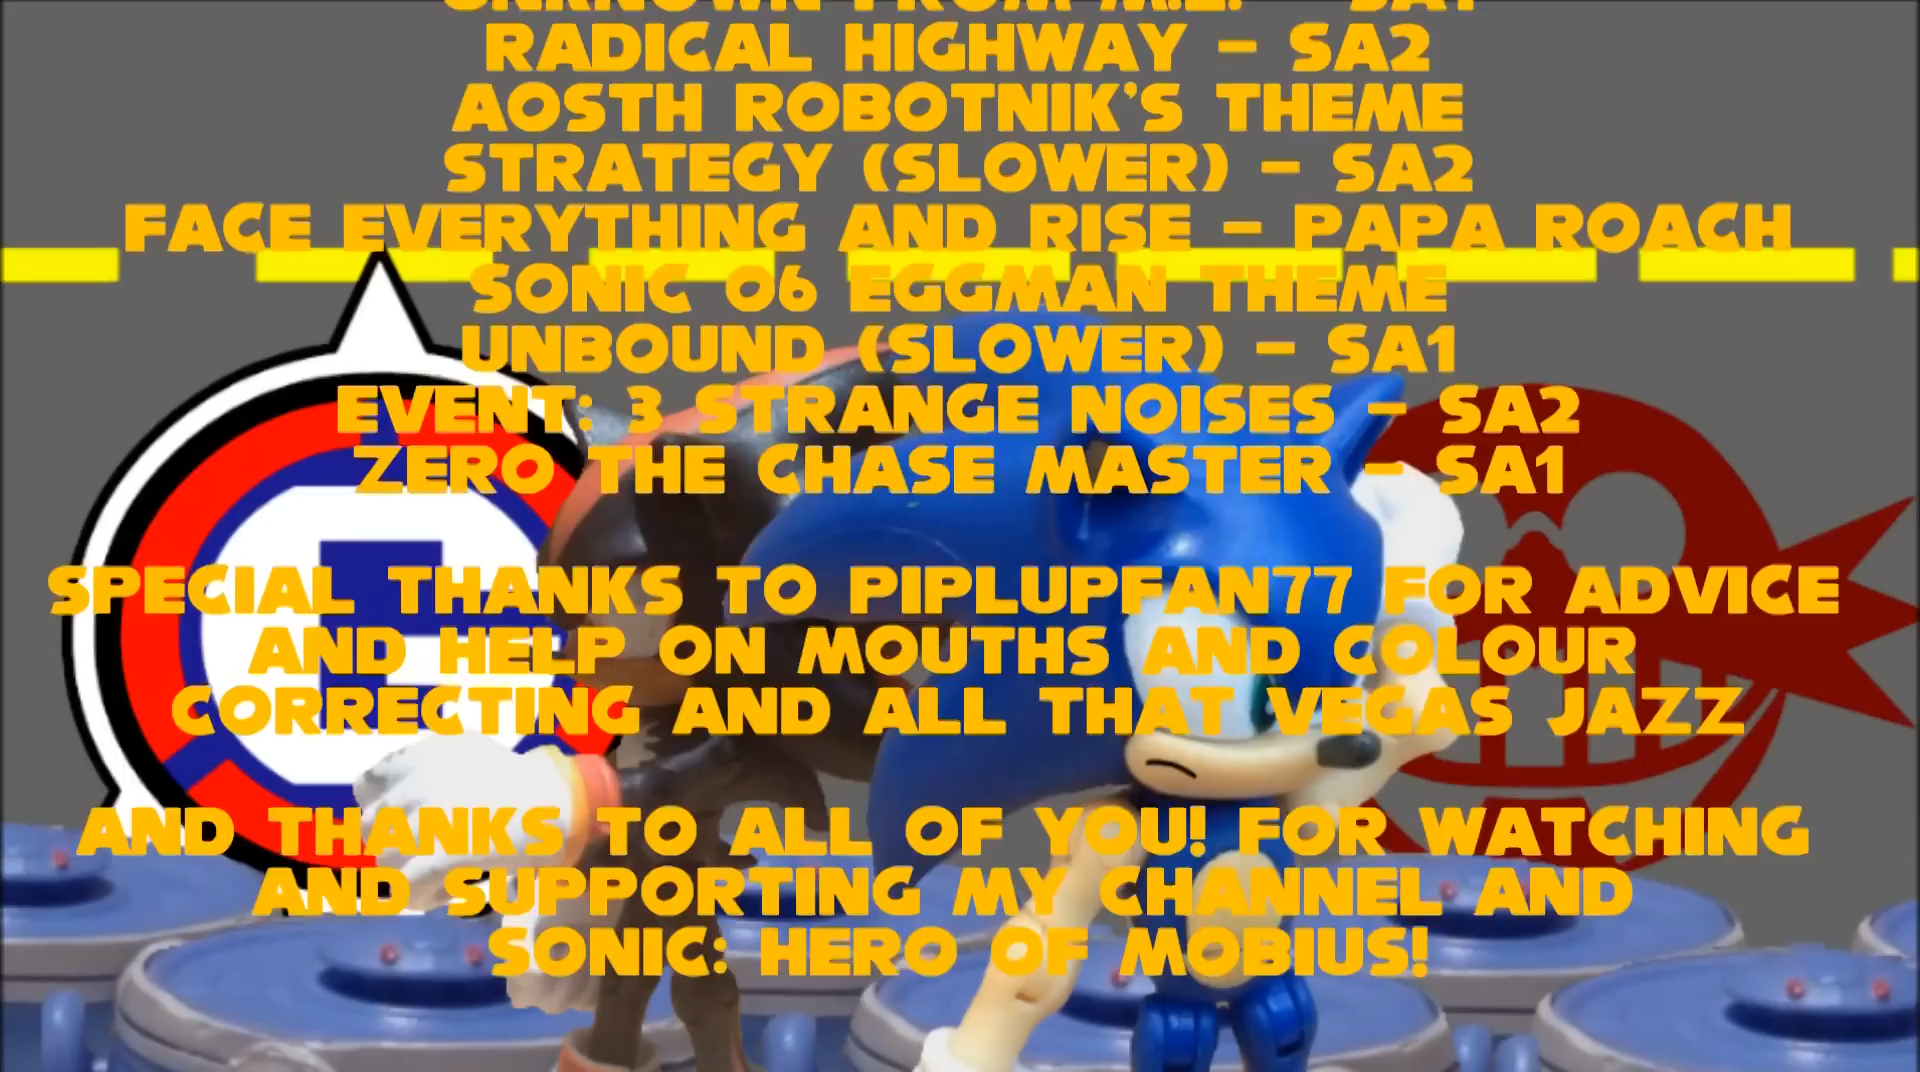 UNKNOWN FROM M.E. – SA1
RADICAL HIGHWAY – SA2
AOSTH ROBOTNIK'S THEME
STRATEGY (SLOWER) – SA2
FACE EVERYTHING AND RISE – PAPA ROACH
SONIC 06 EGGMAN THEME
UNBOUND (SLOWER) – SA1
EVENT: 3 STRANGE NOISES – SA2
ZERO THE CHASE MASTER – SA1
SPECIAL THANKS TO PIPLUPFAN77 FOR ADVICE
AND HELP ON MOUTHS AND COLOUR
CORRECTING AND ALL THAT VEGAS JAZZ
AND THANKS TO ALL OF YOU! FOR WATCHING
AND SUPPORTING MY CHANNEL AND
SONIC: HERO OF MOBIUS!